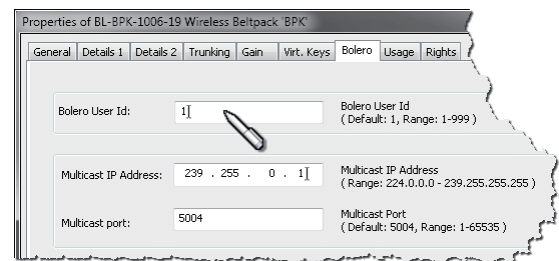 Properties of BL-BPK-1006-19 Wireless Beltpack 'BPK'
General Details 1 Details 2 Trunking Gain Virt. Keys Bolero Usage Rights
Bolero User Id: 1 Bolero User Id
( Default: 1, Range: 1-999 )
Multicast IP Address: 239 . 255 . 0 . 1 Multicast IP Address
( Range: 224.0.0.0 - 239.255.255.255 )
Multicast port: 5004 Multicast Port
( Default: 5004, Range: 1-65535 )